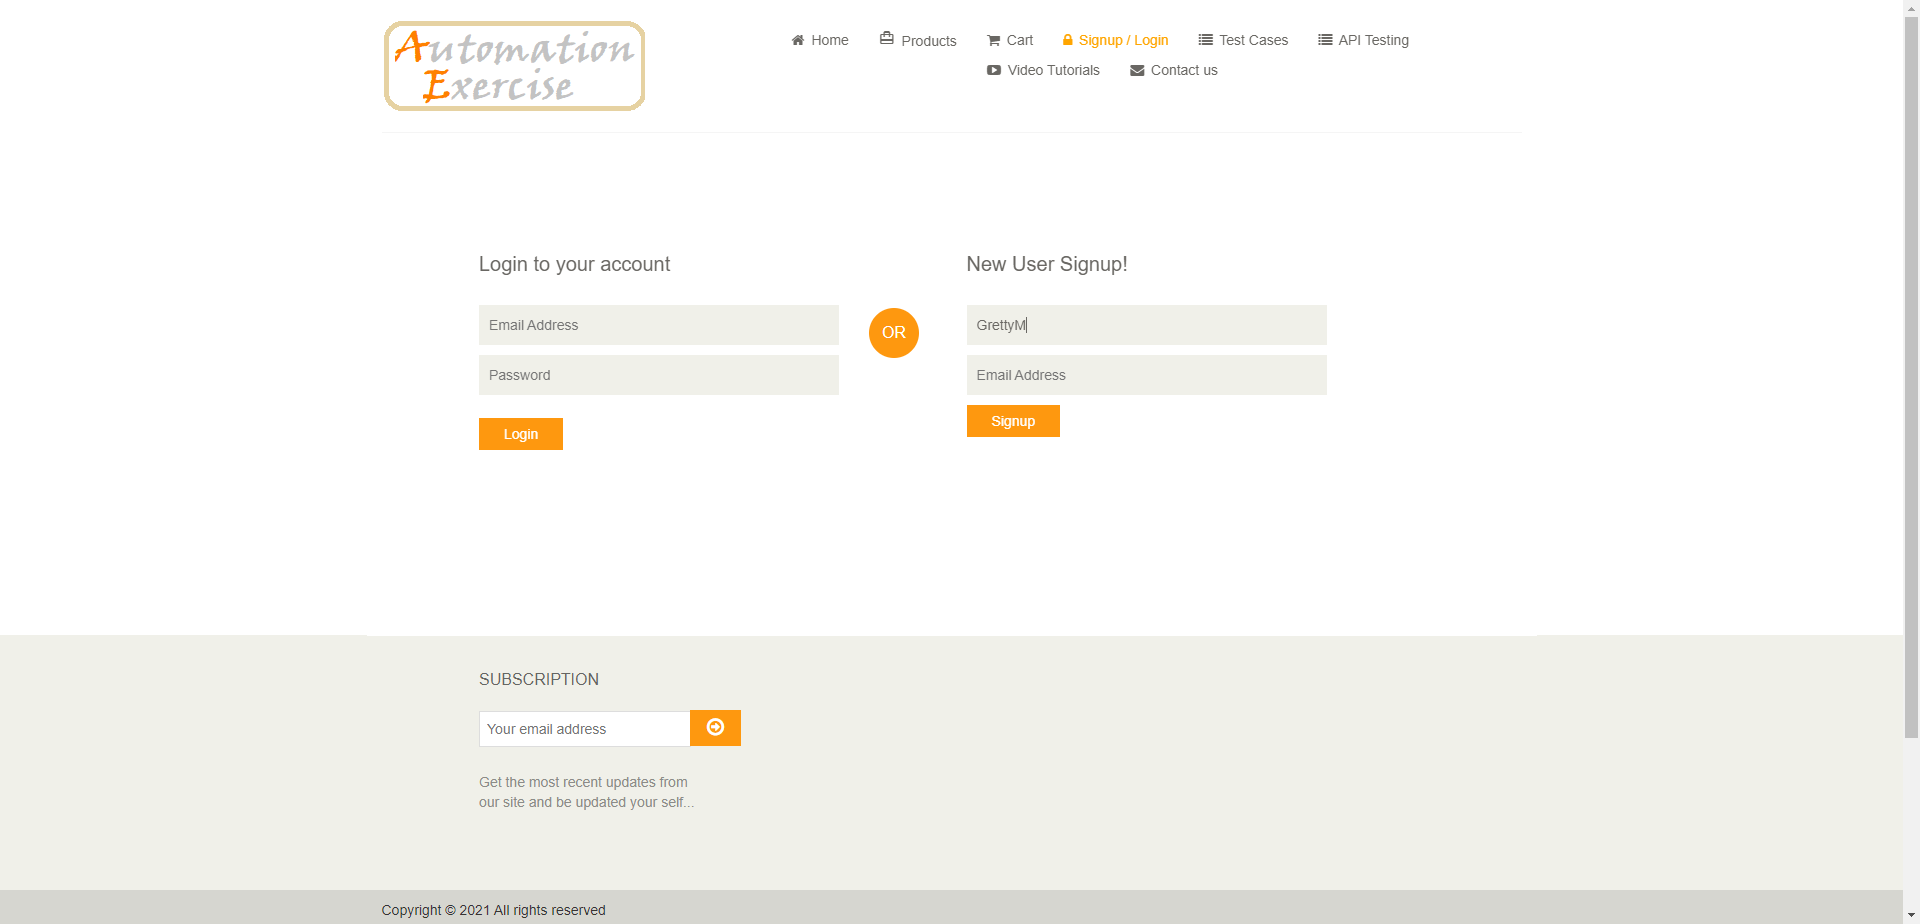 Automation
Exercise
Home
Products
Cart
Signup / Login
Test Cases
API Testing
Video Tutorials
Contact us
Login to your account
New User Signup!
Email Address
OR
GrettyM
Password
Email Address
Login
Signup
SUBSCRIPTION
Your email address
Get the most recent updates from
our site and be updated your self...
Copyright © 2021 All rights reserved